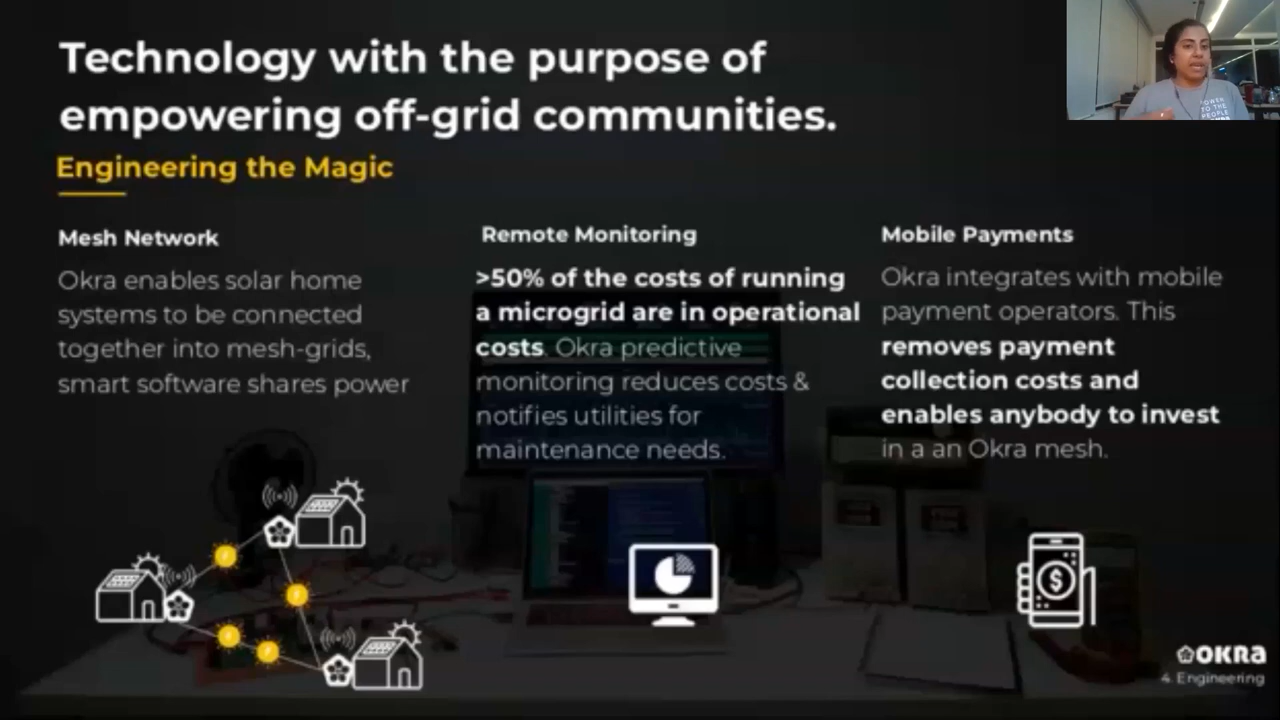 Technology with the purpose of
empowering off-grid communities.
Engineering the Magic
Mesh Network
Okra enables solar home
systems to be connected
together into mesh-grids,
smart software shares power
Remote Monitoring
>50% of the costs of running
a microgrid are in operational
costs. Okra predictive
monitoring reduces costs &
notifies utilities for
maintenance needs.
Mobile Payments
Okra integrates with mobile
payment operators. This
removes payment
collection costs and
enables anybody to invest
in a an Okra mesh.
$
OKRA
4. Engineering
POWER
TO THE
PEOPLE